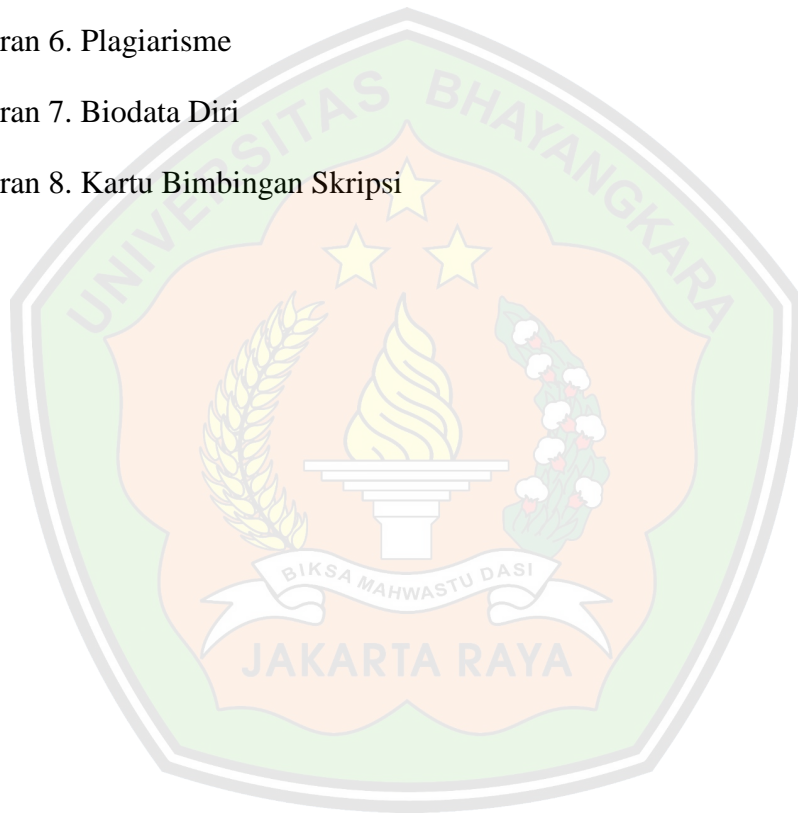 ran 6. Plagiarisme
ran 7. Biodata Diri
ran 8. Kartu Bimbingan Skripsi
UNIVERSITAS BHAYANGKARA
BIKSA MAHWASTU DASI
JAKARTA RAYA